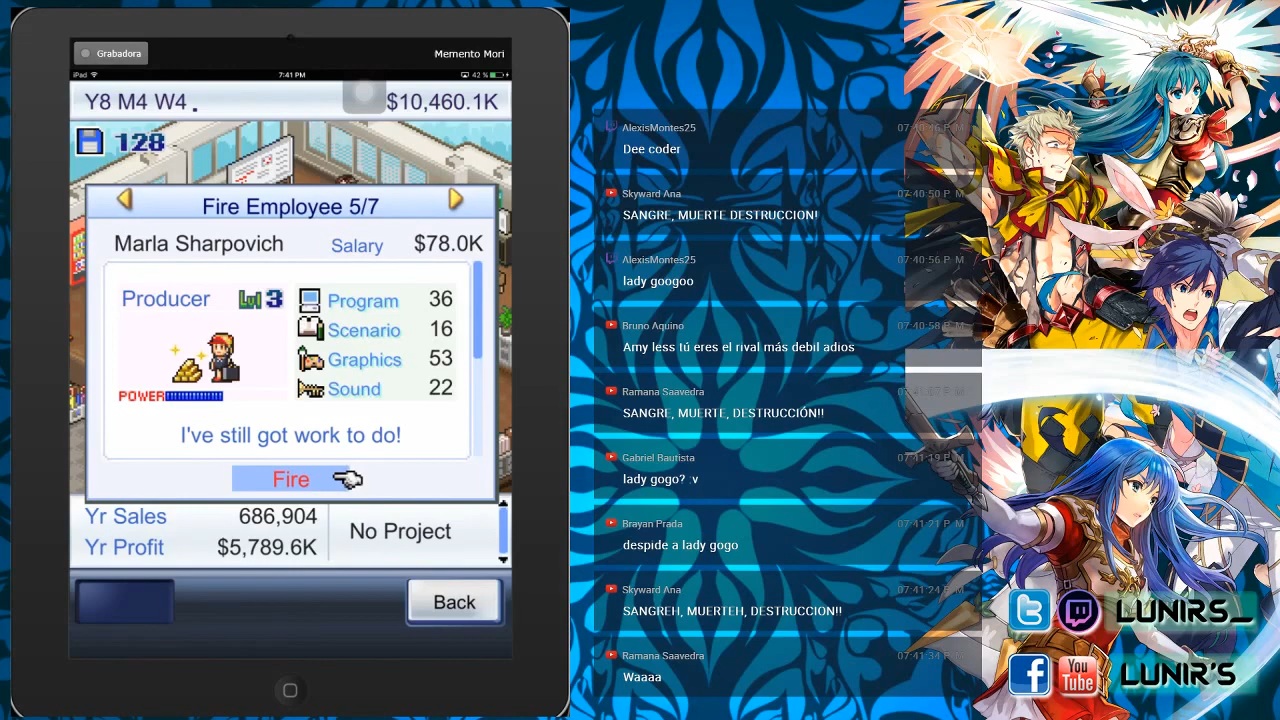 Grabadora
Memento Mori
iPad
7:41 PM
42 %
Y8 M4 W4 .
$10,460.1K
128
Fire Employee 5/7
Marla Sharpovich Salary $78.0K
Producer Lvl 3
Program 36
Scenario 16
Graphics 53
Sound 22
POWER
I've still got work to do!
Fire
Yr Sales 686,904
Yr Profit $5,789.6K
No Project
Back
AlexisMontes25 07:40:46 P. M
Dee coder
Skyward Ana 07:40:50 P. M
SANGRE, MUERTE DESTRUCCION!
AlexisMontes25 07:40:56 P. M
lady googoo
Bruno Aquino 07:40:58 P. M
Amy less tú eres el rival más debil adios
Ramana Saavedra
SANGRE, MUERTE, DESTRUCCIÓN!!
Gabriel Bautista 07:41:19 P. M
lady gogo? :v
Brayan Prada 07:41:21 P. M
despide a lady gogo
Skyward Ana 07:41:24 P. M
SANGREH, MUERTEH, DESTRUCCION!!
Ramana Saavedra 07:41:34 P. M
Waaaa
LUNIRS_
You
Tube
LUNIR'S